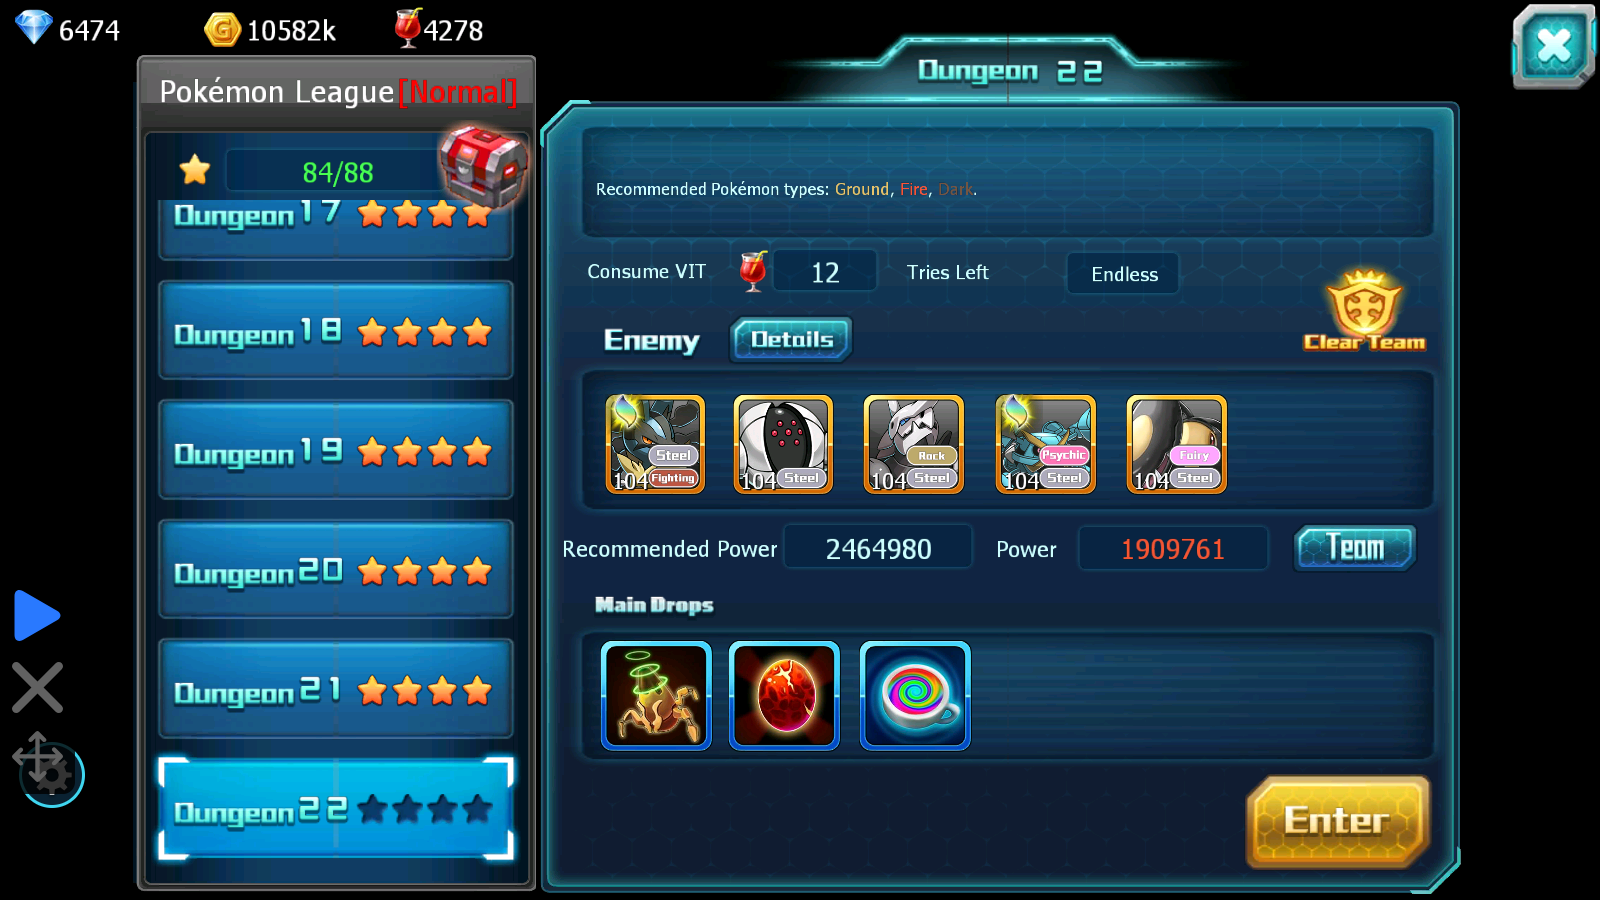 6474
10582k
4278
Pokémon League[Normal]
84/88
Dungeon 17
Dungeon 18
Dungeon 19
Dungeon 20
Dungeon 21
Dungeon 22
Dungeon 22
Recommended Pokémon types: Ground, Fire, Dark.
Consume VIT
12
Tries Left
Endless
Clear Team
Enemy
Details
Steel
104 Fighting
104 Steel
Rock
104 Steel
Psychic
104 Steel
Fairy
104 Steel
Recommended Power
2464980
Power
1909761
Team
Main Drops
Enter